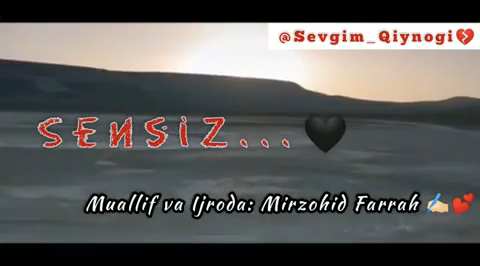 @Sevgim_Qiynogi💔
SENSiZ...🖤
Muallif va Ijroda: Mirzohid Farrah ✍🏻💕